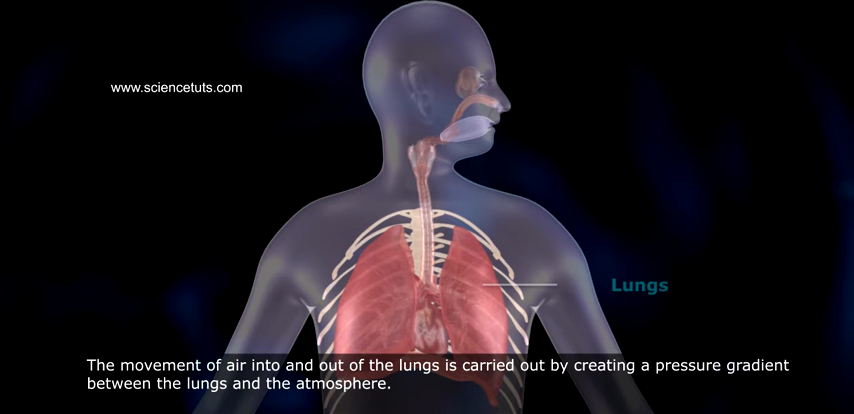 www.sciencetuts.com
Lungs
The movement of air into and out of the lungs is carried out by creating a pressure gradient
between the lungs and the atmosphere.